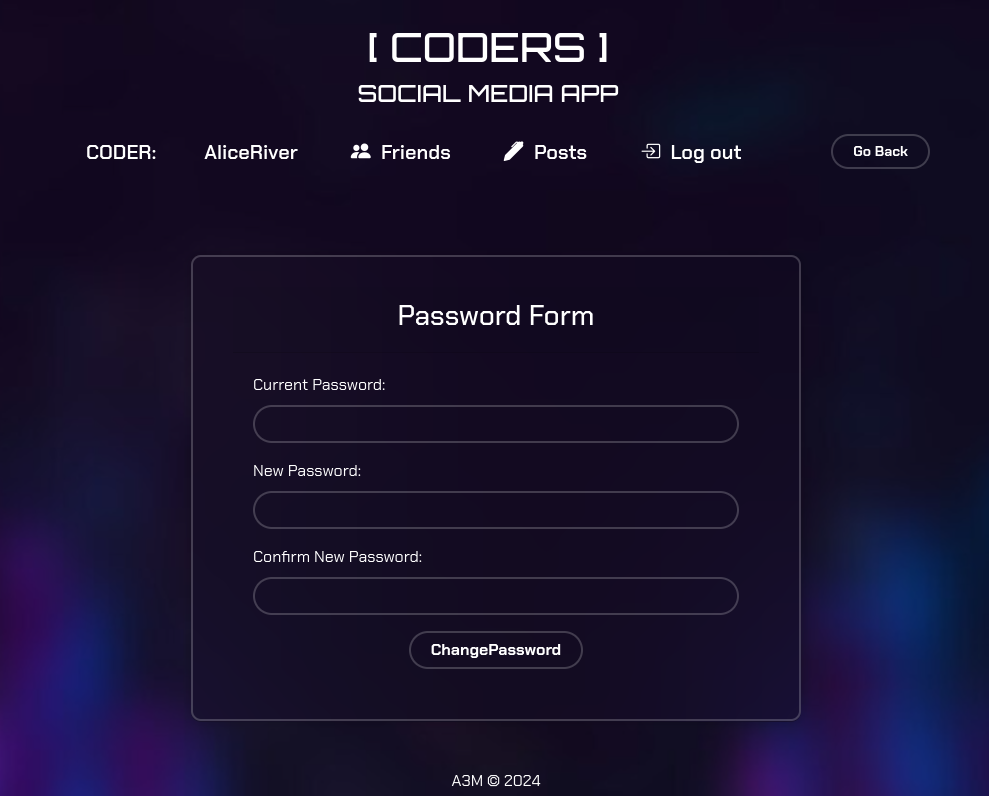 [ CODERS ]
SOCIAL MEDIA APP
CODER: AliceRiver Friends Posts Log out Go Back
Password Form
Current Password:
New Password:
Confirm New Password:
ChangePassword
A3M © 2024